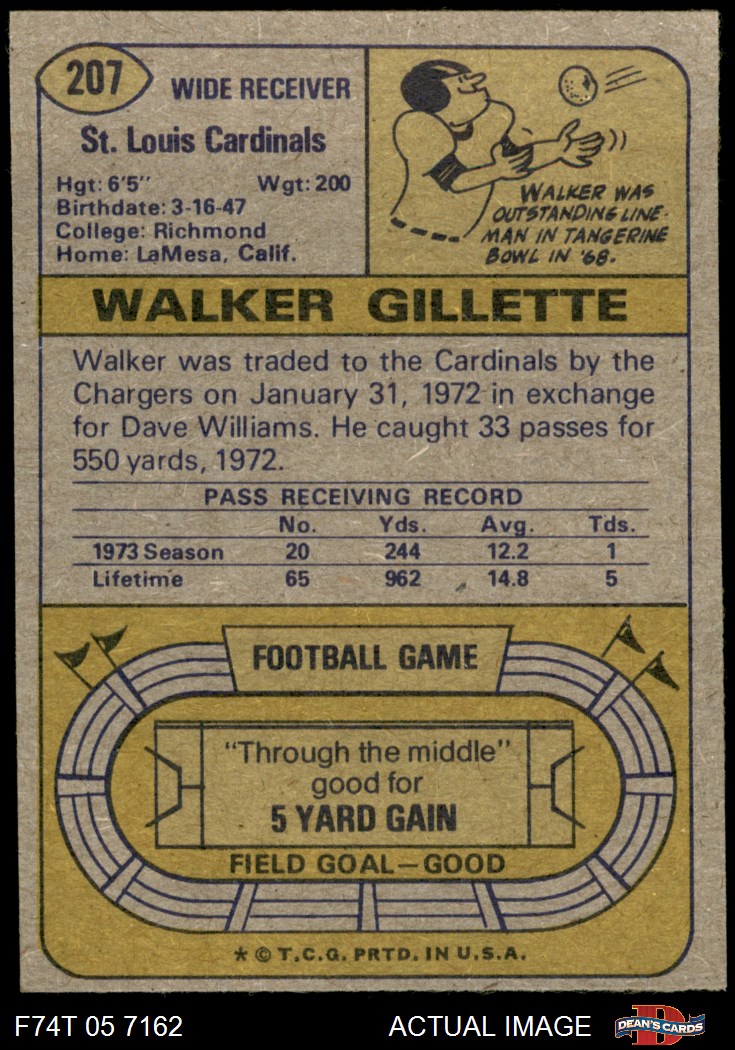 207
WIDE RECEIVER
St. Louis Cardinals
Hgt: 6'5" Wgt: 200
Birthdate: 3-16-47
College: Richmond
Home: LaMesa, Calif.
WALKER WAS
OUTSTANDING LINE-
MAN IN TANGERINE
BOWL IN '68.
WALKER GILLETTE
Walker was traded to the Cardinals by the
Chargers on January 31, 1972 in exchange
for Dave Williams. He caught 33 passes for
550 yards, 1972.
PASS RECEIVING RECORD
No. Yds. Avg. Tds.
1973 Season 20 244 12.2 1
Lifetime 65 962 14.8 5
FOOTBALL GAME
"Through the middle"
good for
5 YARD GAIN
FIELD GOAL—GOOD
* © T.C.G. PRTD. IN U.S.A.
F74T 05 7162 ACTUAL IMAGE D DEAN'S CARDS